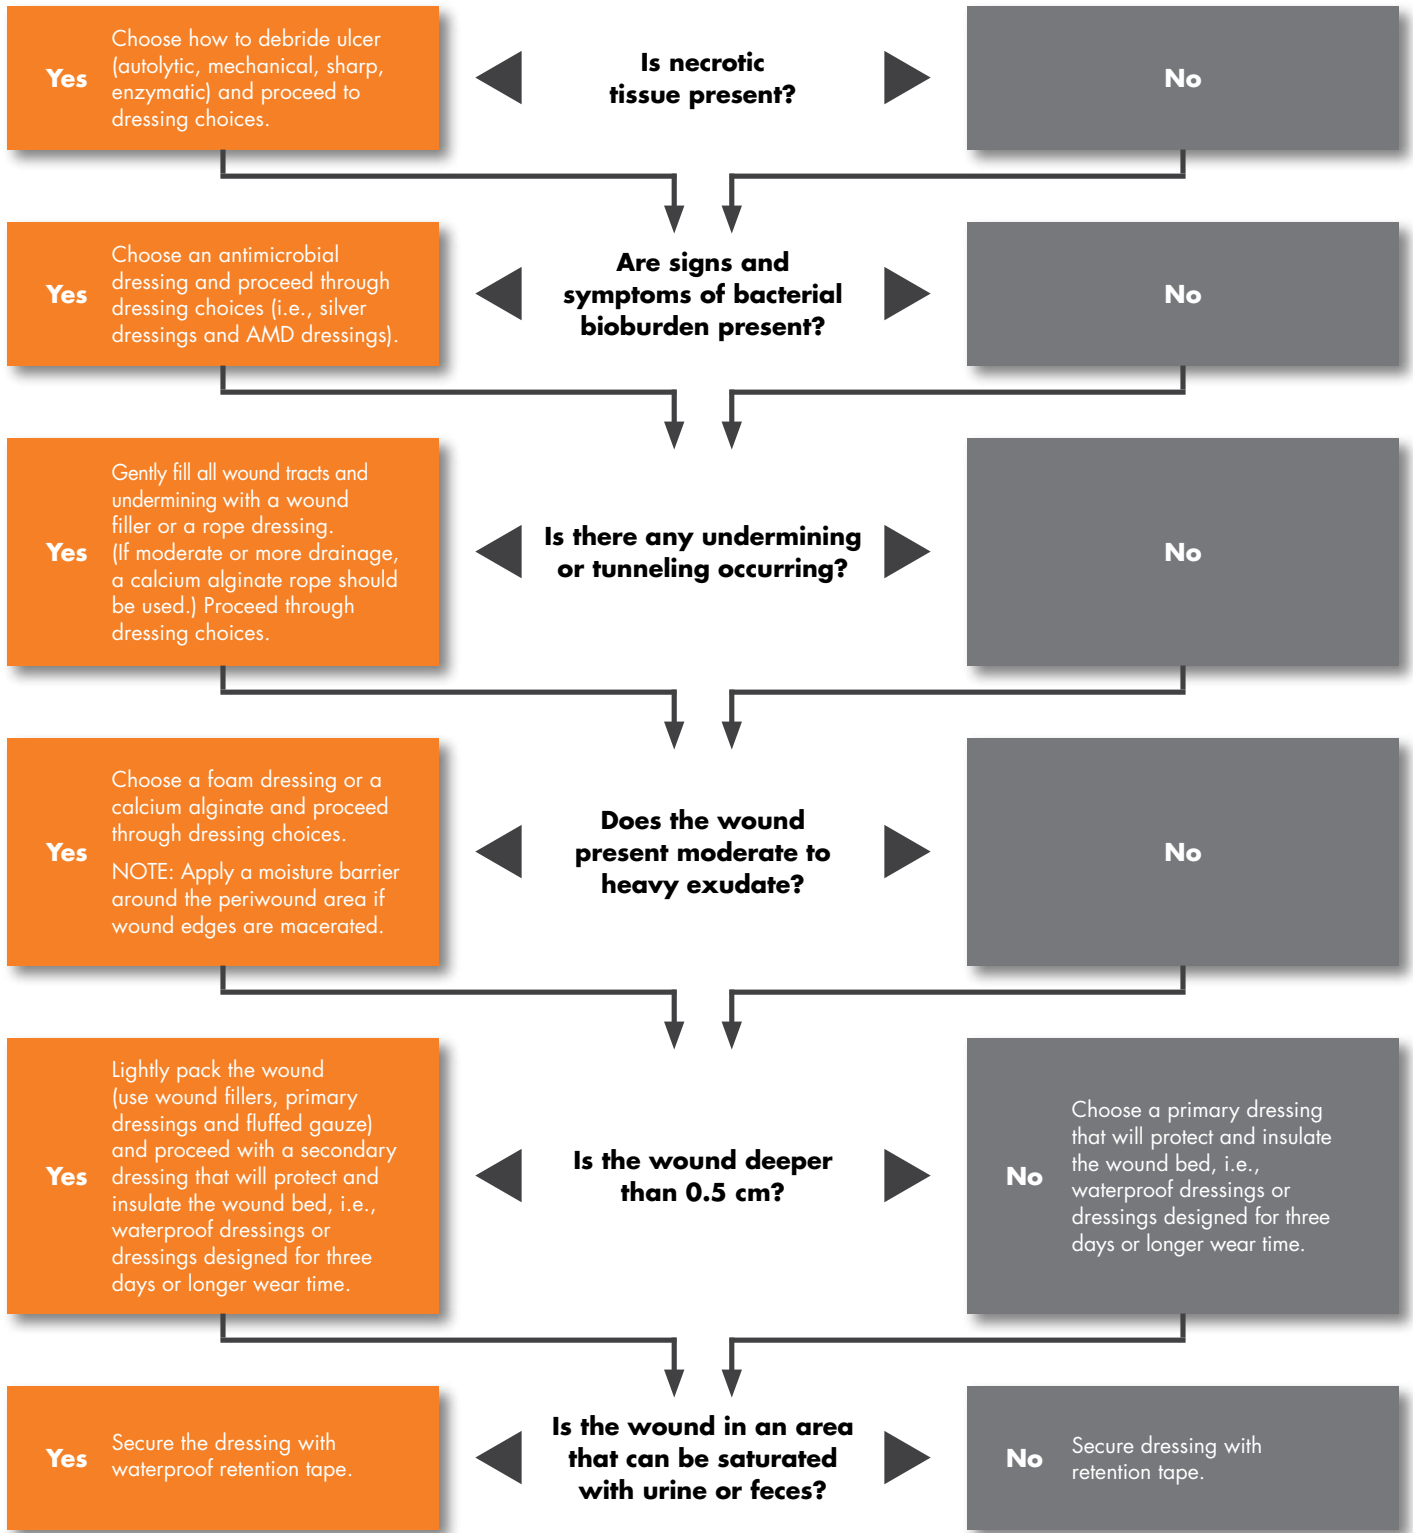 Yes
Choose how to debride ulcer
(autolytic, mechanical, sharp,
enzymatic) and proceed to
dressing choices.
Is necrotic
tissue present?
No
Yes
Choose an antimicrobial
dressing and proceed through
dressing choices (i.e., silver
dressings and AMD dressings).
Are signs and
symptoms of bacterial
bioburden present?
No
Yes
Gently fill all wound tracts and
undermining with a wound
filler or a rope dressing.
(If moderate or more drainage,
a calcium alginate rope should
be used.) Proceed through
dressing choices.
Is there any undermining
or tunneling occurring?
No
Yes
Choose a foam dressing or a
calcium alginate and proceed
through dressing choices.
NOTE: Apply a moisture barrier
around the periwound area if
wound edges are macerated.
Does the wound
present moderate to
heavy exudate?
No
Yes
Lightly pack the wound
(use wound fillers, primary
dressings and fluffed gauze)
and proceed with a secondary
dressing that will protect and
insulate the wound bed, i.e.,
waterproof dressings or
dressings designed for three
days or longer wear time.
Is the wound deeper
than 0.5 cm?
No
Choose a primary dressing
that will protect and insulate
the wound bed, i.e.,
waterproof dressings or
dressings designed for three
days or longer wear time.
Yes
Secure the dressing with
waterproof retention tape.
Is the wound in an area
that can be saturated
with urine or feces?
No
Secure dressing with
retention tape.